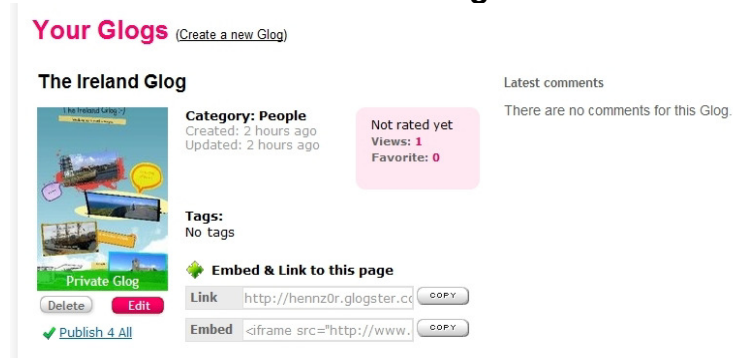 Your Glogs (Create a new Glog)
The Ireland Glog
The Ireland Glog :-)
Private Glog
Delete
Edit
Publish 4 All
Category: People
Created: 2 hours ago
Updated: 2 hours ago
Not rated yet
Views: 1
Favorite: 0
Tags:
No tags
Embed & Link to this page
Link http://hennz0r.glogster.cc COPY
Embed <iframe src="http://www. COPY
Latest comments
There are no comments for this Glog.